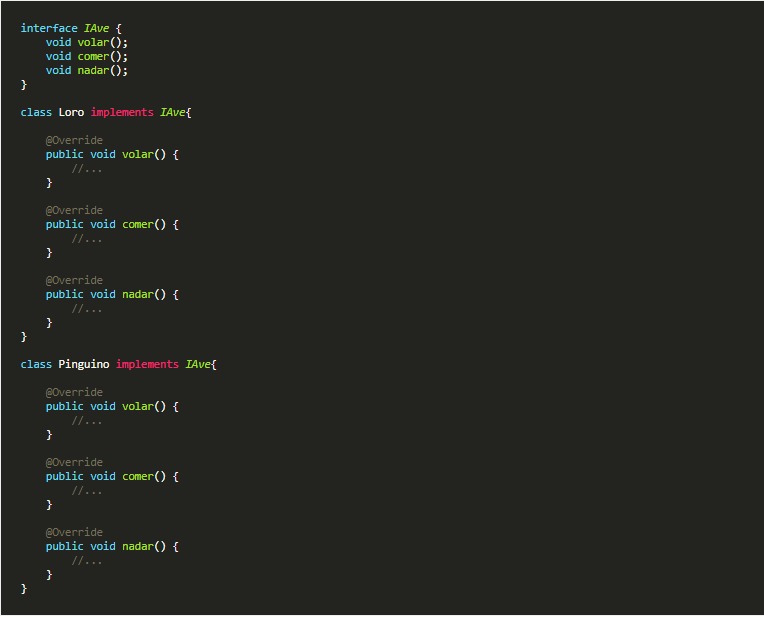 interface IAve {
    void volar();
    void comer();
    void nadar();
}
class Loro implements IAve{
    @Override
    public void volar() {
        //...
    }
    @Override
    public void comer() {
        //...
    }
    @Override
    public void nadar() {
        //...
    }
}
class Pinguino implements IAve{
    @Override
    public void volar() {
        //...
    }
    @Override
    public void comer() {
        //...
    }
    @Override
    public void nadar() {
        //...
    }
}